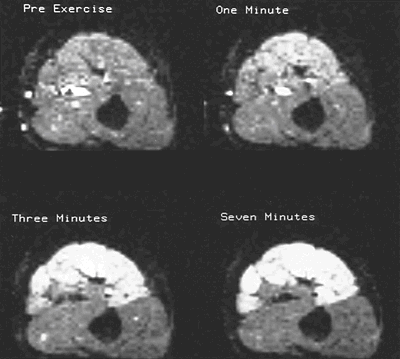 Pre Exercise
One Minute
Three Minutes
Seven Minutes